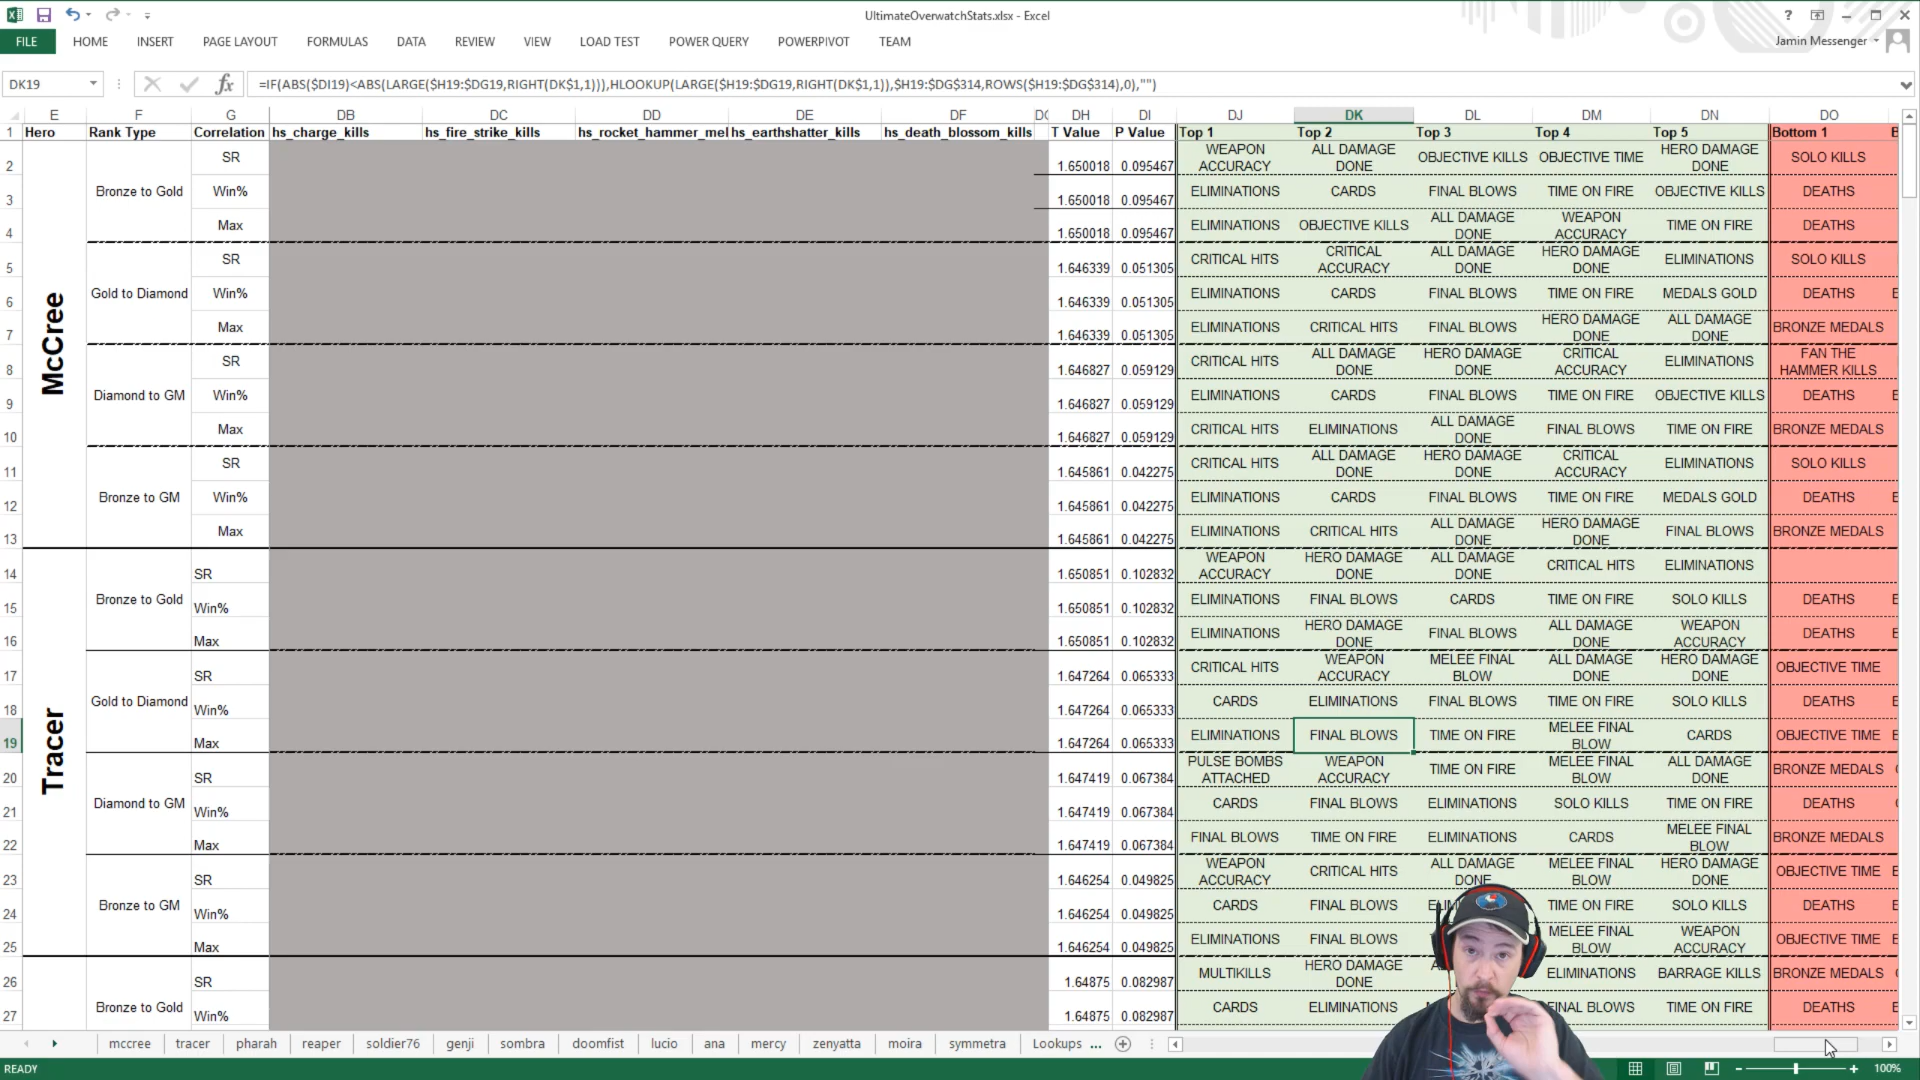 UltimateOverwatchStats.xlsx - Excel
FILE HOME INSERT PAGE LAYOUT FORMULAS DATA REVIEW VIEW LOAD TEST POWER QUERY POWERPIVOT TEAM
Jamin Messenger
DK19 fx =IF(ABS($DI19)<ABS(LARGE($H19:$DG19,RIGHT(DK$1,1))),HLOOKUP(LARGE($H19:$DG19,RIGHT(DK$1,1)),$H19:$DG$314,ROWS($H19:$DG$314),0),"")
E F G DB DC DD DE DF DH DI DJ DK DL DM DN DO
1 Hero Rank Type Correlation hs_charge_kills hs_fire_strike_kills hs_rocket_hammer_mel hs_earthshatter_kills hs_death_blossom_kills T Value P Value Top 1 Top 2 Top 3 Top 4 Top 5 Bottom 1 B
McCree
Bronze to Gold
2 SR 1.650018 0.095467 WEAPON ACCURACY ALL DAMAGE DONE OBJECTIVE KILLS OBJECTIVE TIME HERO DAMAGE DONE SOLO KILLS
3 Win% 1.650018 0.095467 ELIMINATIONS CARDS FINAL BLOWS TIME ON FIRE OBJECTIVE KILLS DEATHS
4 Max 1.650018 0.095467 ELIMINATIONS OBJECTIVE KILLS ALL DAMAGE DONE WEAPON ACCURACY TIME ON FIRE DEATHS
Gold to Diamond
5 SR 1.646339 0.051305 CRITICAL HITS CRITICAL ACCURACY ALL DAMAGE DONE HERO DAMAGE DONE ELIMINATIONS SOLO KILLS
6 Win% 1.646339 0.051305 ELIMINATIONS CARDS FINAL BLOWS TIME ON FIRE MEDALS GOLD DEATHS E
7 Max 1.646339 0.051305 ELIMINATIONS CRITICAL HITS FINAL BLOWS HERO DAMAGE DONE ALL DAMAGE DONE BRONZE MEDALS
Diamond to GM
8 SR 1.646827 0.059129 CRITICAL HITS ALL DAMAGE DONE HERO DAMAGE DONE CRITICAL ACCURACY ELIMINATIONS FAN THE HAMMER KILLS
9 Win% 1.646827 0.059129 ELIMINATIONS CARDS FINAL BLOWS TIME ON FIRE OBJECTIVE KILLS DEATHS E
10 Max 1.646827 0.059129 CRITICAL HITS ELIMINATIONS ALL DAMAGE DONE FINAL BLOWS TIME ON FIRE BRONZE MEDALS
Bronze to GM
11 SR 1.645861 0.042275 CRITICAL HITS ALL DAMAGE DONE HERO DAMAGE DONE CRITICAL ACCURACY ELIMINATIONS SOLO KILLS
12 Win% 1.645861 0.042275 ELIMINATIONS CARDS FINAL BLOWS TIME ON FIRE MEDALS GOLD DEATHS E
13 Max 1.645861 0.042275 ELIMINATIONS CRITICAL HITS ALL DAMAGE DONE HERO DAMAGE DONE FINAL BLOWS BRONZE MEDALS
Tracer
Bronze to Gold
14 SR 1.650851 0.102832 WEAPON ACCURACY HERO DAMAGE DONE ALL DAMAGE DONE CRITICAL HITS ELIMINATIONS
15 Win% 1.650851 0.102832 ELIMINATIONS FINAL BLOWS CARDS TIME ON FIRE SOLO KILLS DEATHS E
16 Max 1.650851 0.102832 ELIMINATIONS HERO DAMAGE DONE FINAL BLOWS ALL DAMAGE DONE WEAPON ACCURACY DEATHS
Gold to Diamond
17 SR 1.647264 0.065333 CRITICAL HITS WEAPON ACCURACY MELEE FINAL BLOW ALL DAMAGE DONE HERO DAMAGE DONE OBJECTIVE TIME
18 Win% 1.647264 0.065333 CARDS ELIMINATIONS FINAL BLOWS TIME ON FIRE SOLO KILLS DEATHS E
19 Max 1.647264 0.065333 ELIMINATIONS FINAL BLOWS TIME ON FIRE MELEE FINAL BLOW CARDS OBJECTIVE TIME E
Diamond to GM
20 SR 1.647419 0.067384 PULSE BOMBS ATTACHED WEAPON ACCURACY TIME ON FIRE MELEE FINAL BLOW ALL DAMAGE DONE BRONZE MEDALS
21 Win% 1.647419 0.067384 CARDS FINAL BLOWS ELIMINATIONS SOLO KILLS TIME ON FIRE DEATHS
22 Max 1.647419 0.067384 FINAL BLOWS TIME ON FIRE ELIMINATIONS CARDS MELEE FINAL BLOW BRONZE MEDALS E
Bronze to GM
23 SR 1.646254 0.049825 WEAPON ACCURACY CRITICAL HITS ALL DAMAGE DONE MELEE FINAL BLOW HERO DAMAGE DONE OBJECTIVE TIME E
24 Win% 1.646254 0.049825 CARDS FINAL BLOWS TIME ON FIRE SOLO KILLS DEATHS E
25 Max 1.646254 0.049825 ELIMINATIONS FINAL BLOWS MELEE FINAL BLOW WEAPON ACCURACY OBJECTIVE TIME E
Bronze to Gold
26 SR 1.64875 0.082987 MULTIKILLS HERO DAMAGE DONE ELIMINATIONS BARRAGE KILLS BRONZE MEDALS
27 Win% 1.64875 0.082987 CARDS ELIMINATIONS FINAL BLOWS TIME ON FIRE DEATHS E
mccree tracer pharah reaper soldier76 genji sombra doomfist lucio ana mercy zenyatta moira symmetra Lookups ...
READY 100%